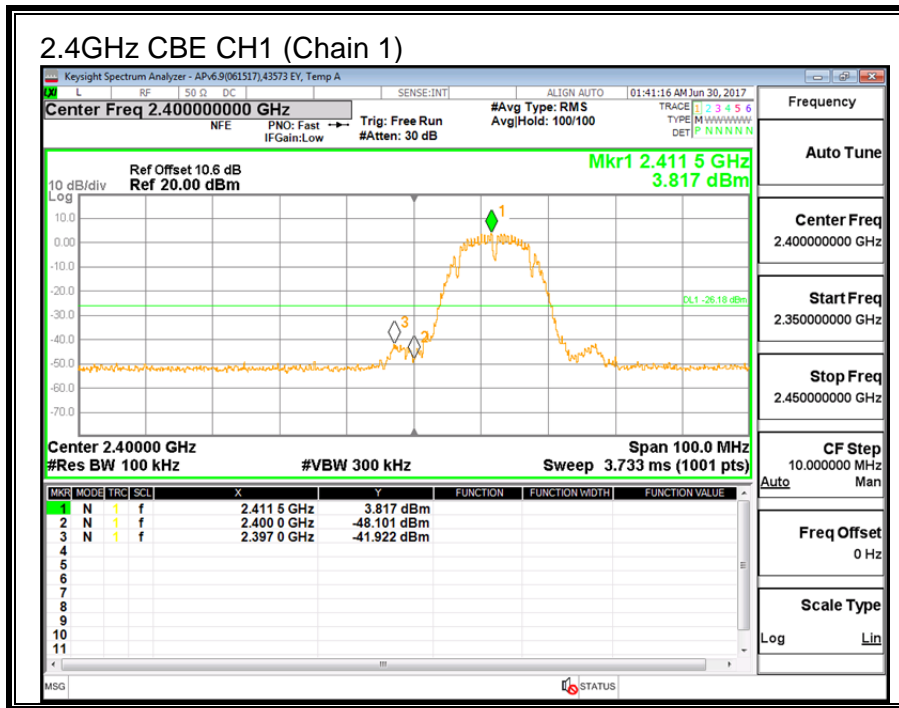 2.4GHz CBE CH1 (Chain 1)
Keysight Spectrum Analyzer - APv6.9(061517),43573 EY, Temp A
LXI L RF 50 Ω DC SENSE:INT ALIGN AUTO 01:41:16 AM Jun 30, 2017
Center Freq 2.400000000 GHz
NFE PNO: Fast IFGain:Low
Trig: Free Run
#Atten: 30 dB
#Avg Type: RMS
Avg|Hold: 100/100
TRACE 1 2 3 4 5 6
TYPE M WWWWW
DET P N N N N N
Frequency
Auto Tune
Center Freq
2.400000000 GHz
Start Freq
2.350000000 GHz
Stop Freq
2.450000000 GHz
CF Step
10.000000 MHz
Auto Man
Freq Offset
0 Hz
Scale Type
Log Lin
Mkr1 2.411 5 GHz
3.817 dBm
Ref Offset 10.6 dB
10 dB/div Ref 20.00 dBm
Log
10.0
0.00
-10.0
-20.0
-30.0
-40.0
-50.0
-60.0
-70.0
1
DL1 -26.18 dBm
3
2
Center 2.40000 GHz Span 100.0 MHz
#Res BW 100 kHz #VBW 300 kHz Sweep 3.733 ms (1001 pts)
MKR MODE TRC SCL X Y FUNCTION FUNCTION WIDTH FUNCTION VALUE
1 N 1 f 2.411 5 GHz 3.817 dBm
2 N 1 f 2.400 0 GHz -48.101 dBm
3 N 1 f 2.397 0 GHz -41.922 dBm
4
5
6
7
8
9
10
11
MSG STATUS